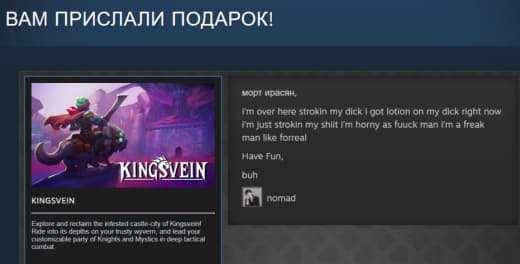 ВАМ ПРИСЛАЛИ ПОДАРОК!
KINGSVEIN
KINGSVEIN
Explore and reclaim the infested castle-city of Kingsvein!
Ride into its depths on your trusty wyvern, and lead your
customizable party of Knights and Mystics in deep tactical
combat
морт ирасян,
I'm over here strokin my dick i got lotion on my dick right now
i'm just strokin my shiit i'm horny as fuuck man i'm a freak
man like forreal
Have Fun,
buh
nomad